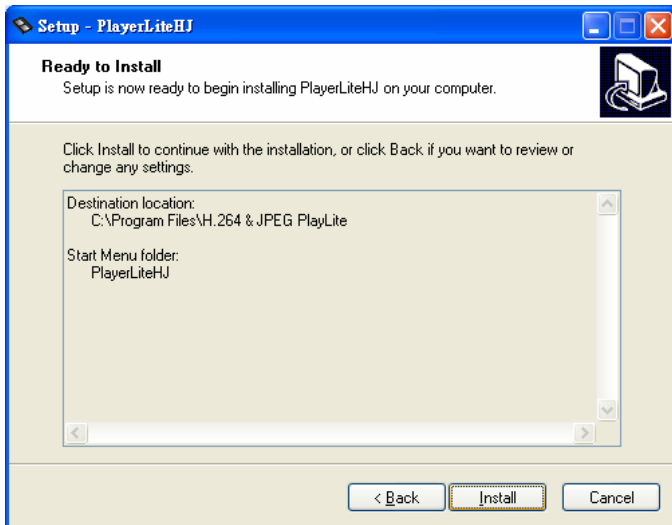 Setup - PlayerLiteHJ
Ready to Install
Setup is now ready to begin installing PlayerLiteHJ on your computer.
Click Install to continue with the installation, or click Back if you want to review or
change any settings.
Destination location:
C:\Program Files\H.264 & JPEG PlayLite
Start Menu folder:
PlayerLiteHJ
< Back
Install
Cancel